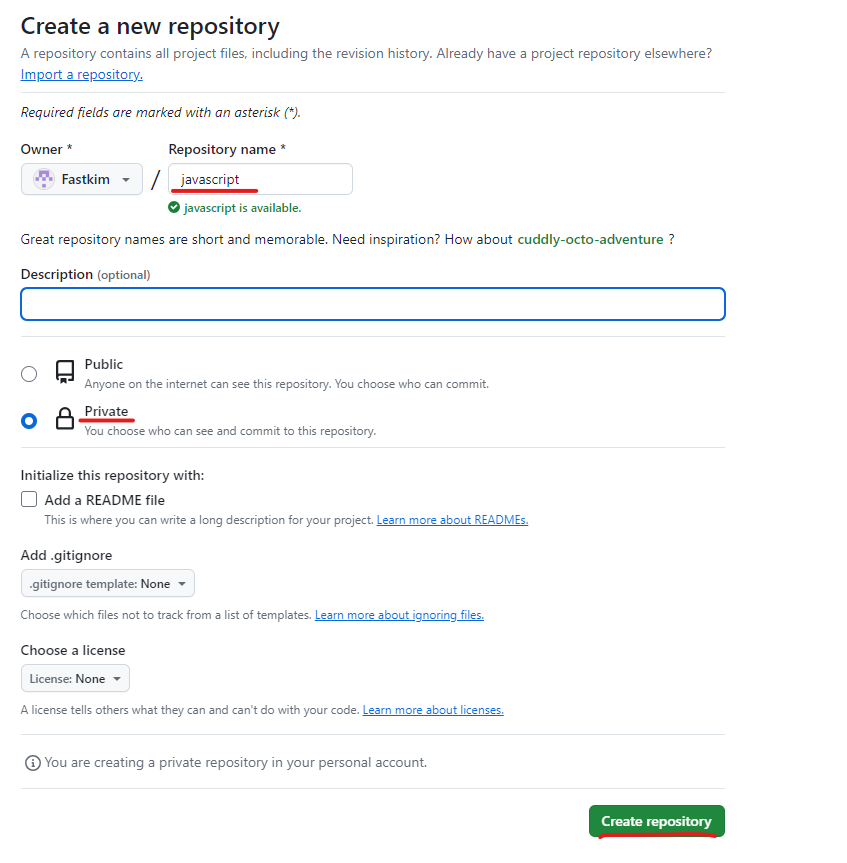 Create a new repository
A repository contains all project files, including the revision history. Already have a project repository elsewhere?
Import a repository.
Required fields are marked with an asterisk (*).
Owner * Repository name *
Fastkim / javascript
javascript is available.
Great repository names are short and memorable. Need inspiration? How about cuddly-octo-adventure ?
Description (optional)
Public
Anyone on the internet can see this repository. You choose who can commit.
Private
You choose who can see and commit to this repository.
Initialize this repository with:
Add a README file
This is where you can write a long description for your project. Learn more about READMEs.
Add .gitignore
.gitignore template: None
Choose which files not to track from a list of templates. Learn more about ignoring files.
Choose a license
License: None
A license tells others what they can and can't do with your code. Learn more about licenses.
You are creating a private repository in your personal account.
Create repository